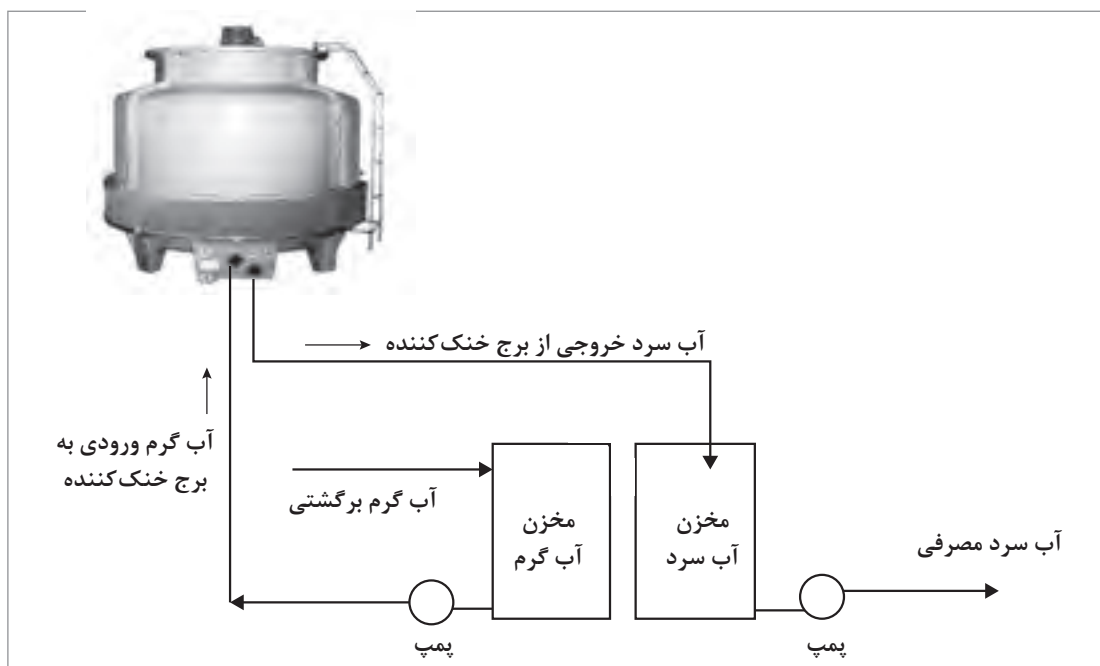 آب سرد خروجی از برج خنک‌کننده
آب گرم ورودی به
برج خنک‌کننده
آب گرم برگشتی
مخزن
آب گرم
مخزن
آب سرد
آب سرد مصرفی
پمپ
پمپ